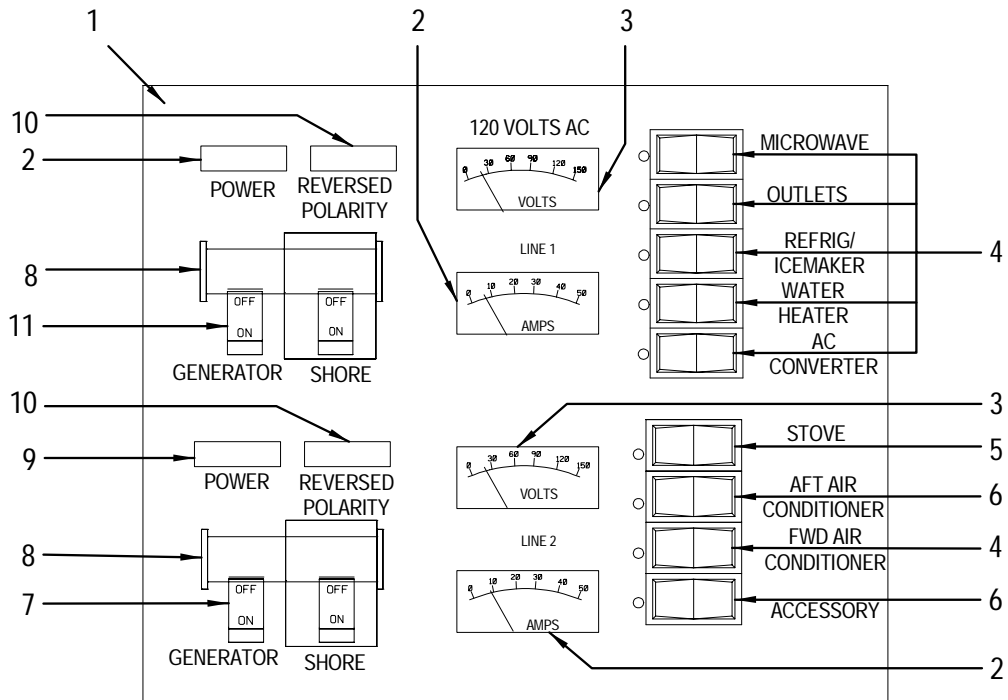 1
2
3
10
2
POWER
REVERSED
POLARITY
120 VOLTS AC
0 30 60 90 120 150
VOLTS
MICROWAVE
OUTLETS
LINE 1
2
REFRIG/
ICEMAKER
4
8
OFF
ON
OFF
ON
11
GENERATOR
SHORE
0 10 20 30 40 50
AMPS
WATER
HEATER
AC
CONVERTER
10
9
POWER
REVERSED
POLARITY
3
0 30 60 90 120 150
VOLTS
STOVE
5
AFT AIR
CONDITIONER
6
LINE 2
FWD AIR
CONDITIONER
4
8
OFF
ON
OFF
ON
7
GENERATOR
SHORE
0 10 20 30 40 50
AMPS
ACCESSORY
6
2